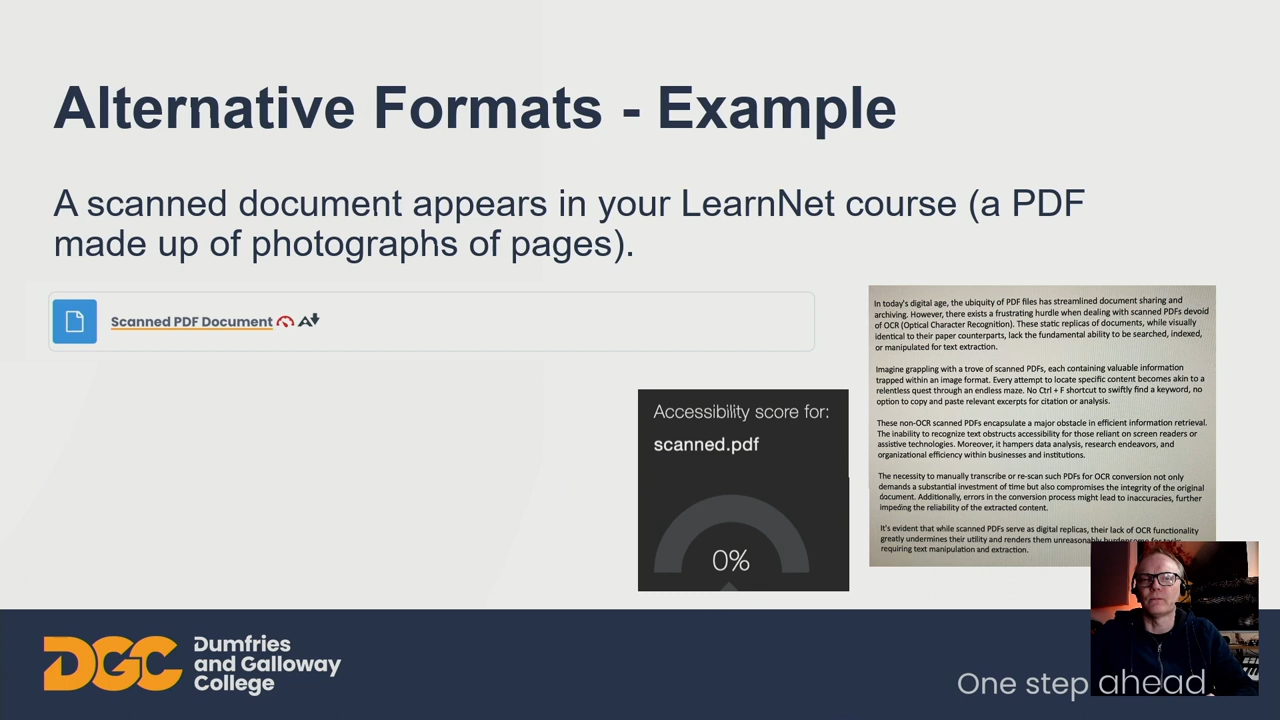 Alternative Formats - Example
A scanned document appears in your LearnNet course (a PDF
made up of photographs of pages).
Scanned PDF Document
Accessibility score for:
scanned.pdf
0%
In today's digital age, the ubiquity of PDF files has streamlined document sharing and
archiving. However, there exists a frustrating hurdle when dealing with scanned PDFs devoid
of OCR (Optical Character Recognition). These static replicas of documents, while visually
identical to their paper counterparts, lack the fundamental ability to be searched, indexed,
or manipulated for text extraction.
Imagine grappling with a trove of scanned PDFs, each containing valuable information
trapped within an image format. Every attempt to locate specific content becomes akin to a
relentless quest through an endless maze. No Ctrl + F shortcut to swiftly find a keyword, no
option to copy and paste relevant excerpts for citation or analysis.
These non-OCR scanned PDFs encapsulate a major obstacle in efficient information retrieval.
The inability to recognize text obstructs accessibility for those reliant on screen readers or
assistive technologies. Moreover, it hampers data analysis, research endeavors, and
organizational efficiency within businesses and institutions.
The necessity to manually transcribe or re-scan such PDFs for OCR conversion not only
demands a substantial investment of time but also compromises the integrity of the original
document. Additionally, errors in the conversion process might lead to inaccuracies, further
impeding the reliability of the extracted content.
It's evident that while scanned PDFs serve as digital replicas, their lack of OCR functionality
greatly undermines their utility and renders them unreasonably
requiring text manipulation and extraction.
DGC Dumfries
and Galloway
College
One step ahead